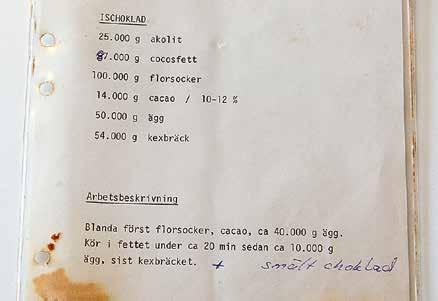 ISCHOKLAD
25.000 g akolit
87.000 g cocosfett
100.000 g florsocker
14.000 g cacao / 10-12 %
50.000 g ägg
54.000 g kexbräck
Arbetsbeskrivning
Blanda först florsocker, cacao, ca 40.000 g ägg.
Kör i fettet under ca 20 min sedan ca 10.000 g
ägg, sist kexbräcket. + smält choklad